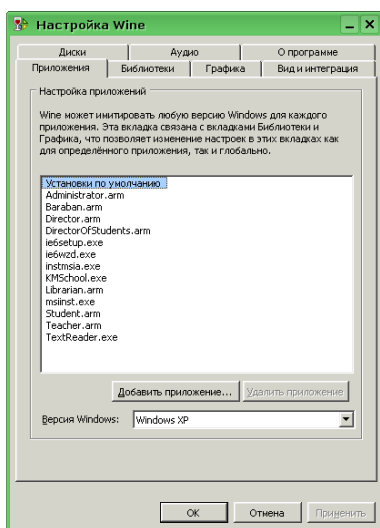 Настройка Wine
Диски Аудио О программе
Приложения Библиотеки Графика Вид и интеграция
Настройка приложений
Wine может имитировать любую версию Windows для каждого
приложения. Эта вкладка связана с вкладками Библиотеки и
Графика, что позволяет изменение настроек в этих вкладках как
для определённого приложения, так и глобально.
Установки по умолчанию
Administrator.arm
Baraban.arm
Director.arm
DirectorOfStudents.arm
ie6setup.exe
ie6wzd.exe
instmsia.exe
KMSchool.exe
Librarian.arm
msiinst.exe
Student.arm
Teacher.arm
TextReader.exe
Добавить приложение... Удалить приложение
Версия Windows: Windows XP
OK Отмена Применить